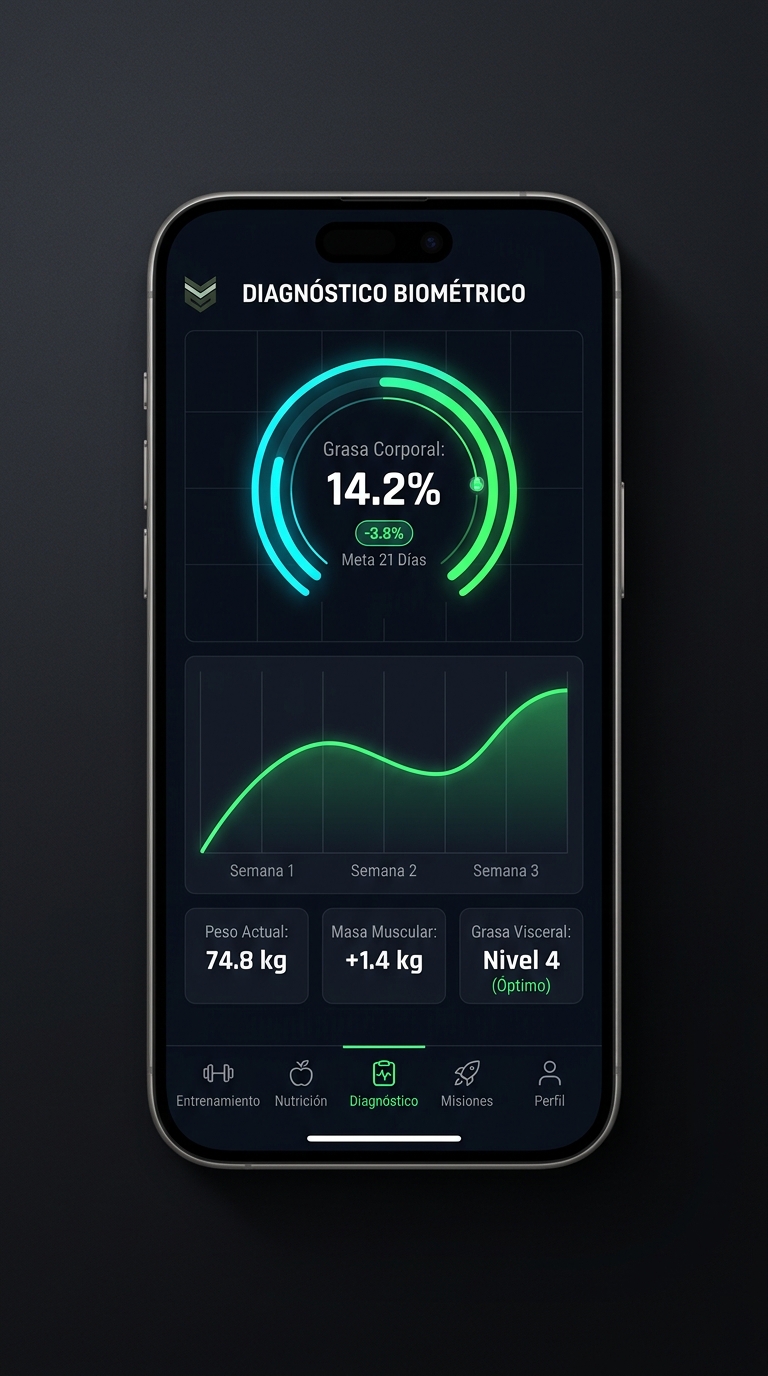 DIAGNÓSTICO BIOMÉTRICO
Grasa Corporal:
14.2%
-3.8%
Meta 21 Días
Semana 1 Semana 2 Semana 3
Peso Actual:
74.8 kg
Masa Muscular:
+1.4 kg
Grasa Visceral:
Nivel 4
(Óptimo)
Entrenamiento Nutrición Diagnóstico Misiones Perfil